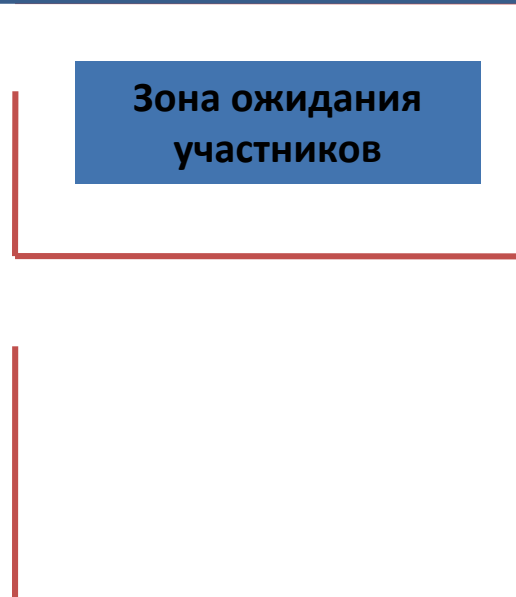 Зона ожидания
участников